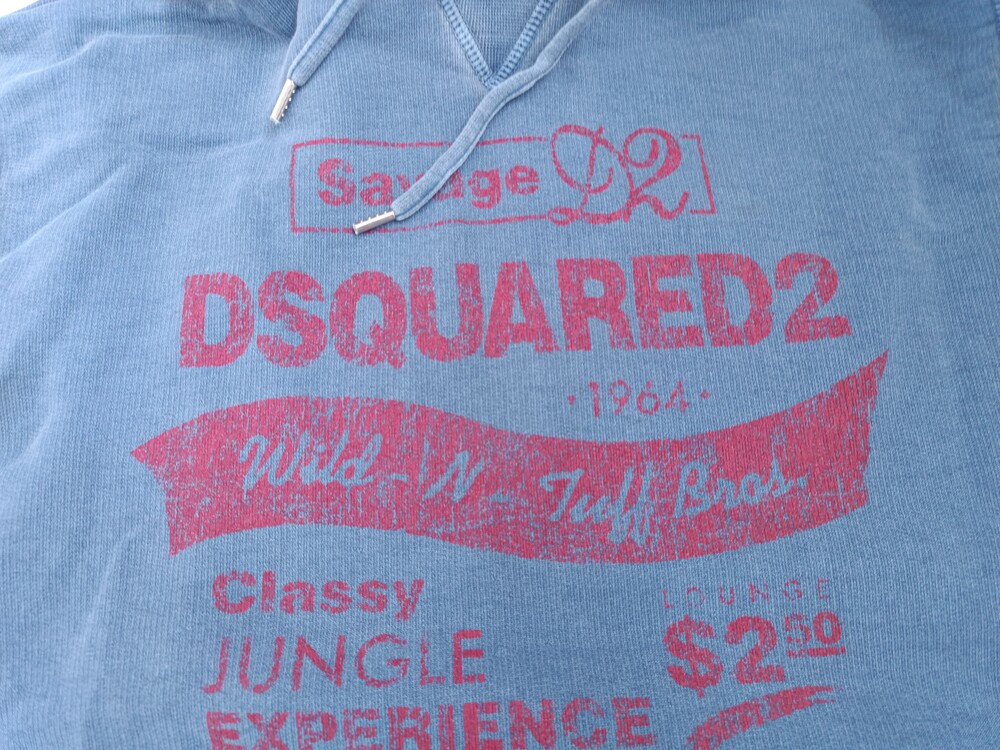 Savage D2
DSQUARED2
·1964·
Wild-'N-Tuff Bros.
Classy
JUNGLE
EXPERIENCE
LOUNGE
$2 50